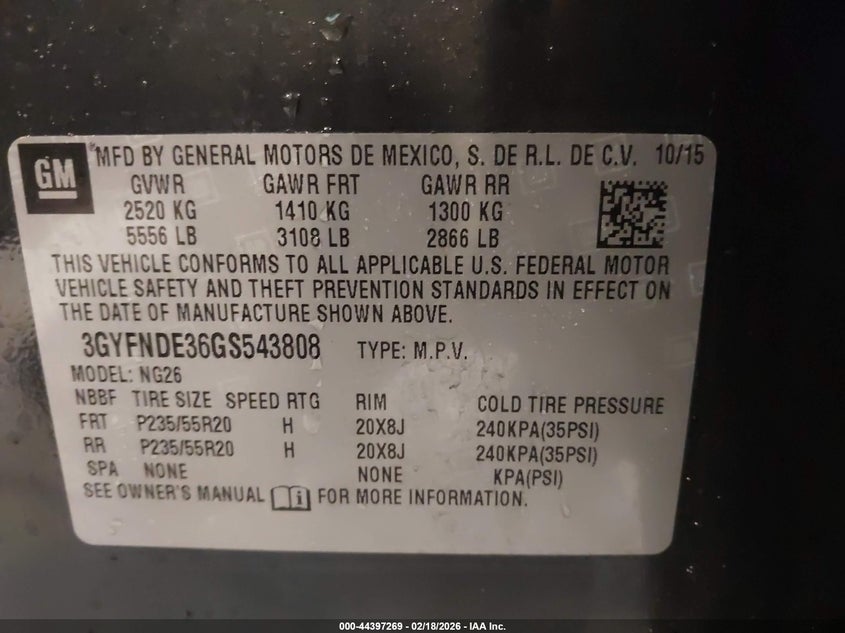 GM
®MFD BY GENERAL MOTORS DE MEXICO, S. DE R.L. DE C.V. 10/15
GVWR GAWR FRT GAWR RR
2520 KG 1410 KG 1300 KG
5556 LB 3108 LB 2866 LB
THIS VEHICLE CONFORMS TO ALL APPLICABLE U.S. FEDERAL MOTOR
VEHICLE SAFETY AND THEFT PREVENTION STANDARDS IN EFFECT ON
THE DATE OF MANUFACTURE SHOWN ABOVE.
3GYFNDE36GS543808 TYPE: M.P.V.
MODEL: NG26
NBBF TIRE SIZE SPEED RTG RIM COLD TIRE PRESSURE
FRT P235/55R20 H 20X8J 240KPA(35PSI)
RR P235/55R20 H 20X8J 240KPA(35PSI)
SPA NONE NONE KPA(PSI)
SEE OWNER'S MANUAL i FOR MORE INFORMATION.
000-44397269 - 02/18/2026 - IAA Inc.